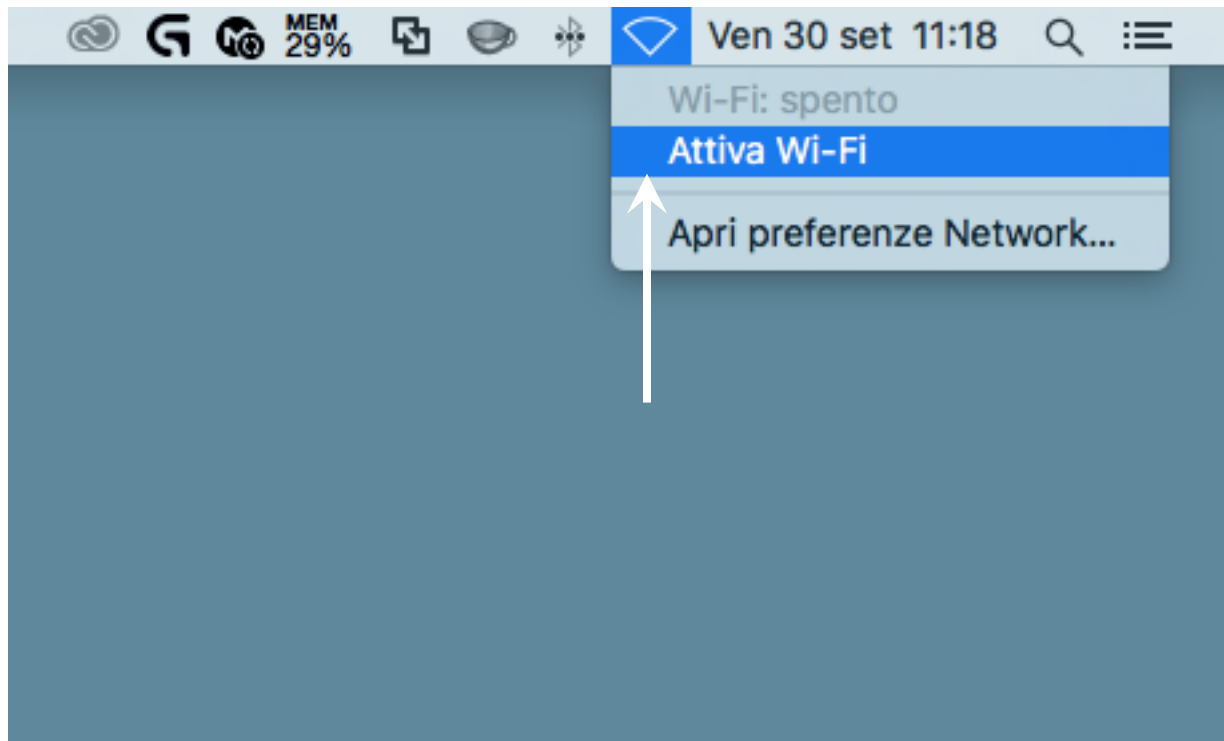 MEM
29%
Ven 30 set 11:18
Wi-Fi: spento
Attiva Wi-Fi
Apri preferenze Network...